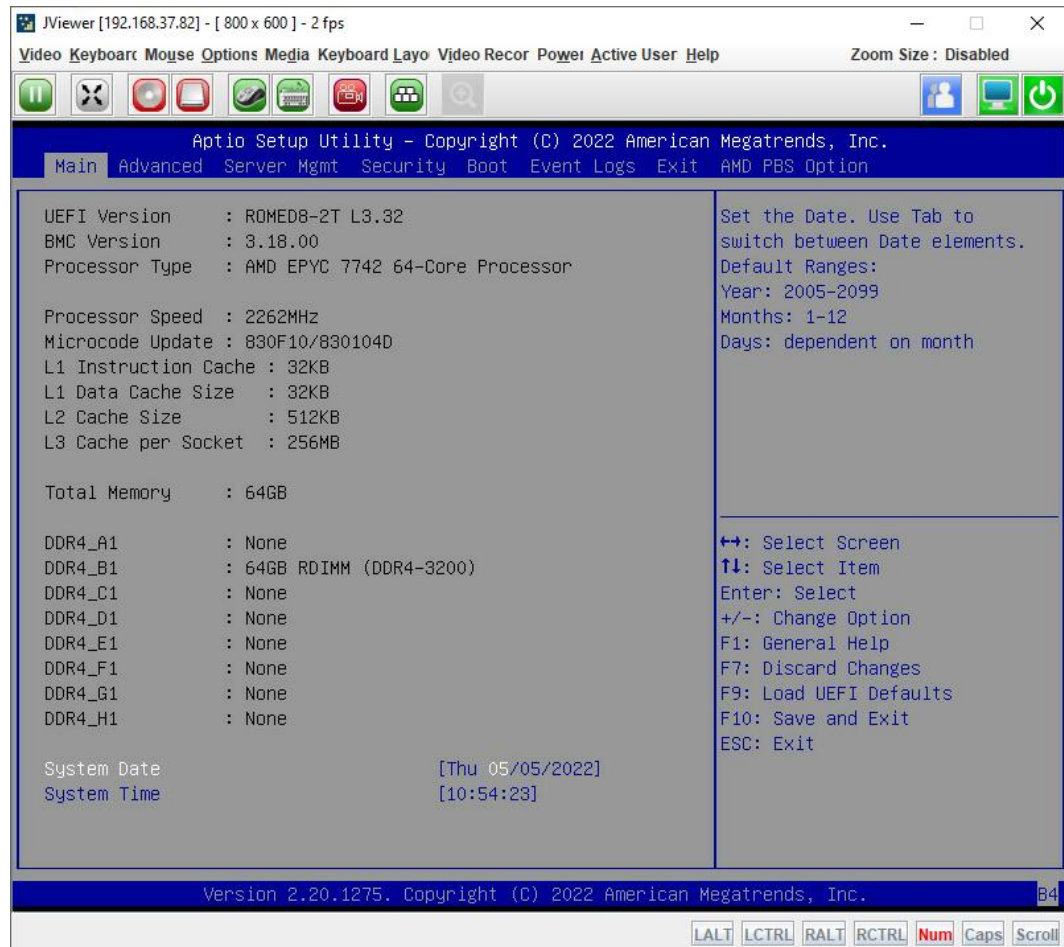 JViewer [192.168.37.82] - [ 800 x 600 ] - 2 fps
Video Keyboarc Mouse Options Media Keyboard Layo Video Recor Power Active User Help Zoom Size : Disabled
Aptio Setup Utility – Copyright (C) 2022 American Megatrends, Inc.
Main Advanced Server Mgmt Security Boot Event Logs Exit AMD PBS Option
UEFI Version : ROMED8-2T L3.32
BMC Version : 3.18.00
Processor Type : AMD EPYC 7742 64-Core Processor
Processor Speed : 2262MHz
Microcode Update : 830F10/830104D
L1 Instruction Cache : 32KB
L1 Data Cache Size : 32KB
L2 Cache Size : 512KB
L3 Cache per Socket : 256MB
Total Memory : 64GB
DDR4_A1 : None
DDR4_B1 : 64GB RDIMM (DDR4-3200)
DDR4_C1 : None
DDR4_D1 : None
DDR4_E1 : None
DDR4_F1 : None
DDR4_G1 : None
DDR4_H1 : None
System Date [Thu 05/05/2022]
System Time [10:54:23]
Set the Date. Use Tab to
switch between Date elements.
Default Ranges:
Year: 2005-2099
Months: 1-12
Days: dependent on month
↔: Select Screen
↑↓: Select Item
Enter: Select
+/-: Change Option
F1: General Help
F7: Discard Changes
F9: Load UEFI Defaults
F10: Save and Exit
ESC: Exit
Version 2.20.1275. Copyright (C) 2022 American Megatrends, Inc.
B4
LALT LCTRL RALT RCTRL Num Caps Scroll